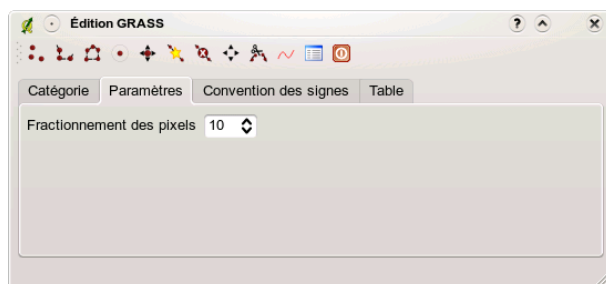 Édition GRASS
Catégorie Paramètres Convention des signes Table
Fractionnement des pixels 10